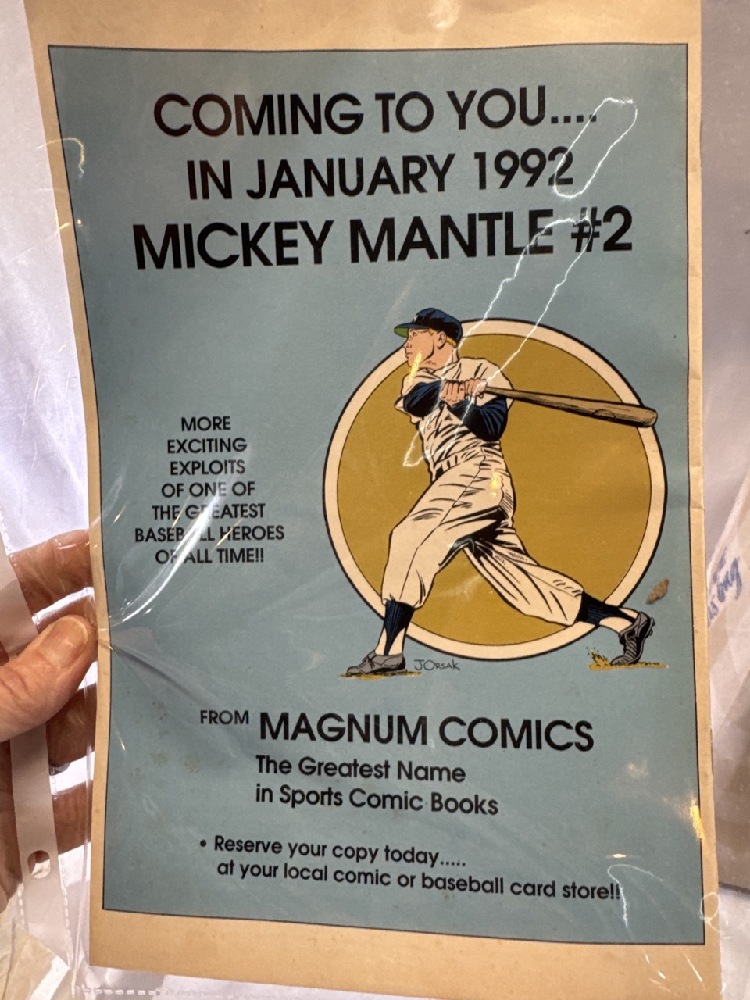 COMING TO YOU....
IN JANUARY 1992
MICKEY MANTLE #2
MORE
EXCITING
EXPLOITS
OF ONE OF
THE GREATEST
BASEBALL HEROES
OF ALL TIME!!
J.ORSAK
FROM MAGNUM COMICS
The Greatest Name
in Sports Comic Books
• Reserve your copy today.....
at your local comic or baseball card store!!